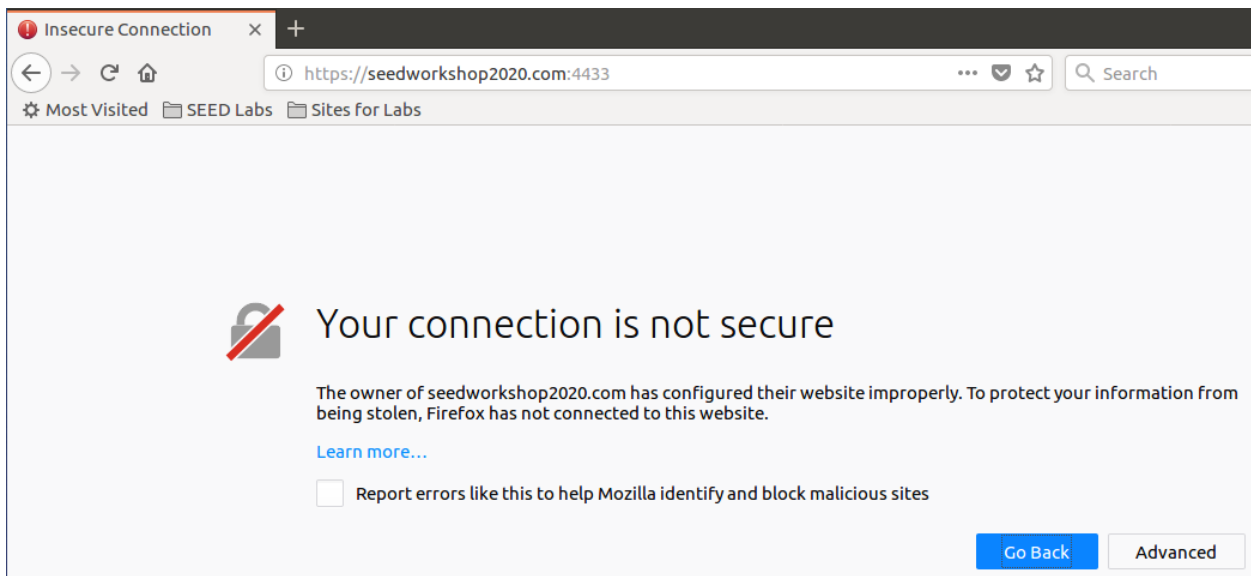 Insecure Connection
https://seedworkshop2020.com:4433
Search
Most Visited SEED Labs Sites for Labs
Your connection is not secure
The owner of seedworkshop2020.com has configured their website improperly. To protect your information from
being stolen, Firefox has not connected to this website.
Learn more…
Report errors like this to help Mozilla identify and block malicious sites
Go Back Advanced